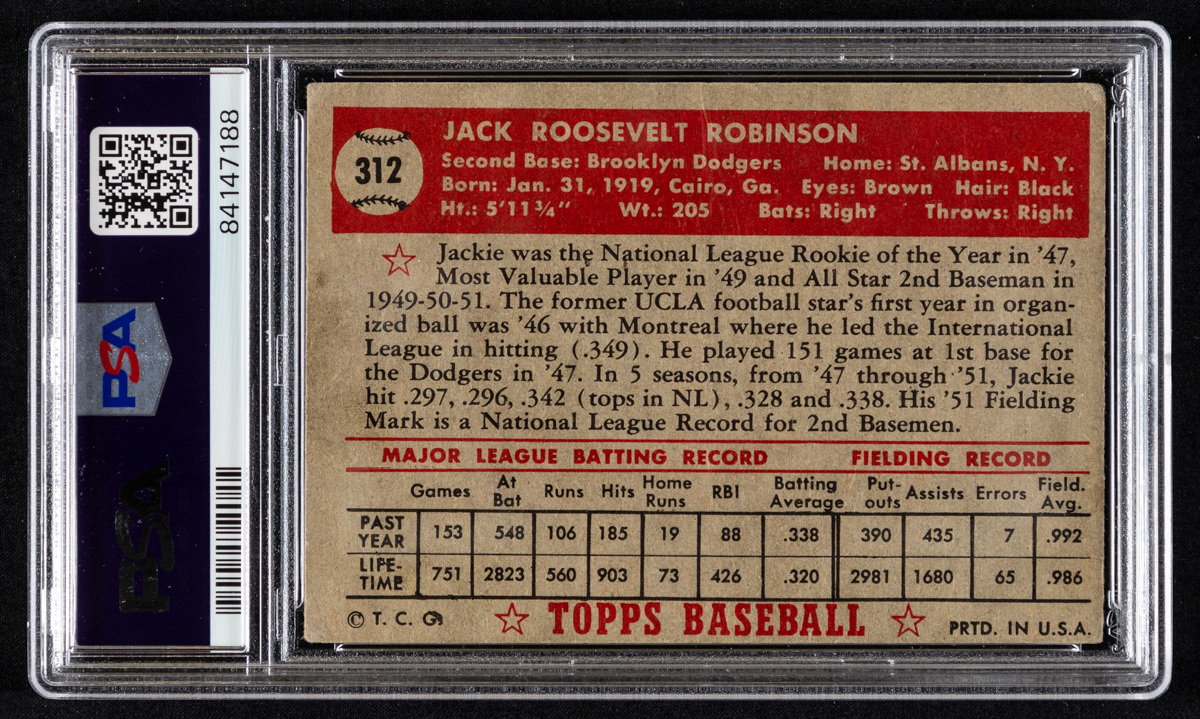 84147188
PSA
PSA
PSA
312
JACK ROOSEVELT ROBINSON
Second Base: Brooklyn Dodgers Home: St. Albans, N. Y.
Born: Jan. 31, 1919, Cairo, Ga. Eyes: Brown Hair: Black
Ht.: 5'11¾" Wt.: 205 Bats: Right Throws: Right
Jackie was the National League Rookie of the Year in '47,
Most Valuable Player in '49 and All Star 2nd Baseman in
1949-50-51. The former UCLA football star's first year in organ-
ized ball was '46 with Montreal where he led the International
League in hitting (.349). He played 151 games at 1st base for
the Dodgers in '47. In 5 seasons, from '47 through '51, Jackie
hit .297, .296, .342 (tops in NL), .328 and .338. His '51 Fielding
Mark is a National League Record for 2nd Basemen.
MAJOR LEAGUE BATTING RECORD FIELDING RECORD
Games At Bat Runs Hits Home Runs RBI Batting Average Put-outs Assists Errors Field. Avg.
PAST YEAR 153 548 106 185 19 88 .338 390 435 7 .992
LIFE-TIME 751 2823 560 903 73 426 .320 2981 1680 65 .986
© T. C. G. ☆ TOPPS BASEBALL ☆ PRTD. IN U.S.A.